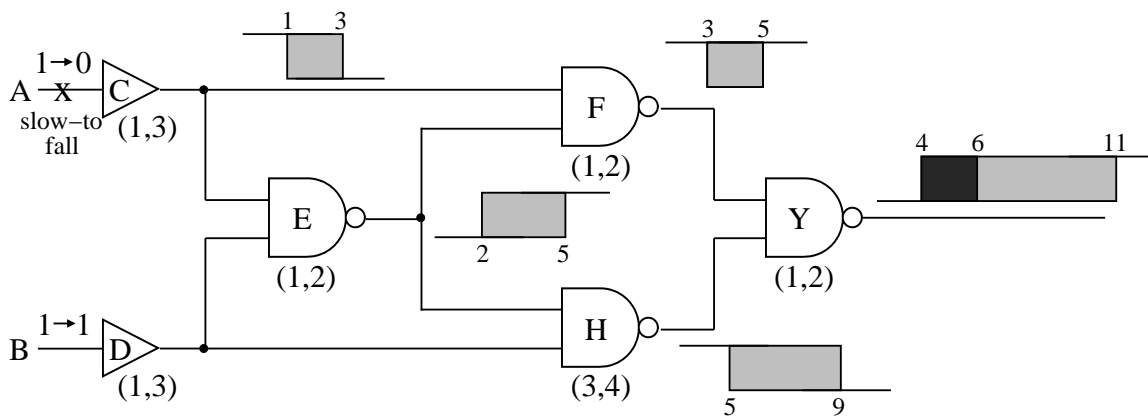 1 3
3 5
1→0
A X C
slow–to
fall
(1,3)
F
(1,2)
4 6 11
E
(1,2)
2 5
Y
(1,2)
1→1
B D
(1,3)
H
(3,4)
5 9